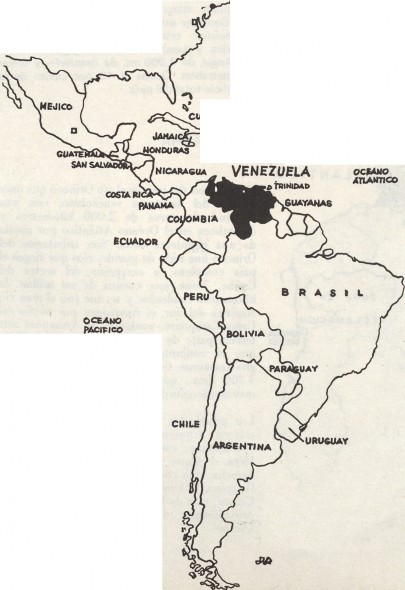 MEJICO
CU
JAMAICA
HONDURAS
GUATEMALA
SAN SALVADOR
NICARAGUA
VENEZUELA
OCEANO
ATLANTICO
TRINIDAD
COSTA RICA
PANAMA
GUAYANAS
COLOMBIA
ECUADOR
PERU
BRASIL
OCEANO
PACIFICO
BOLIVIA
PARAGUAY
CHILE
ARGENTINA
URUGUAY